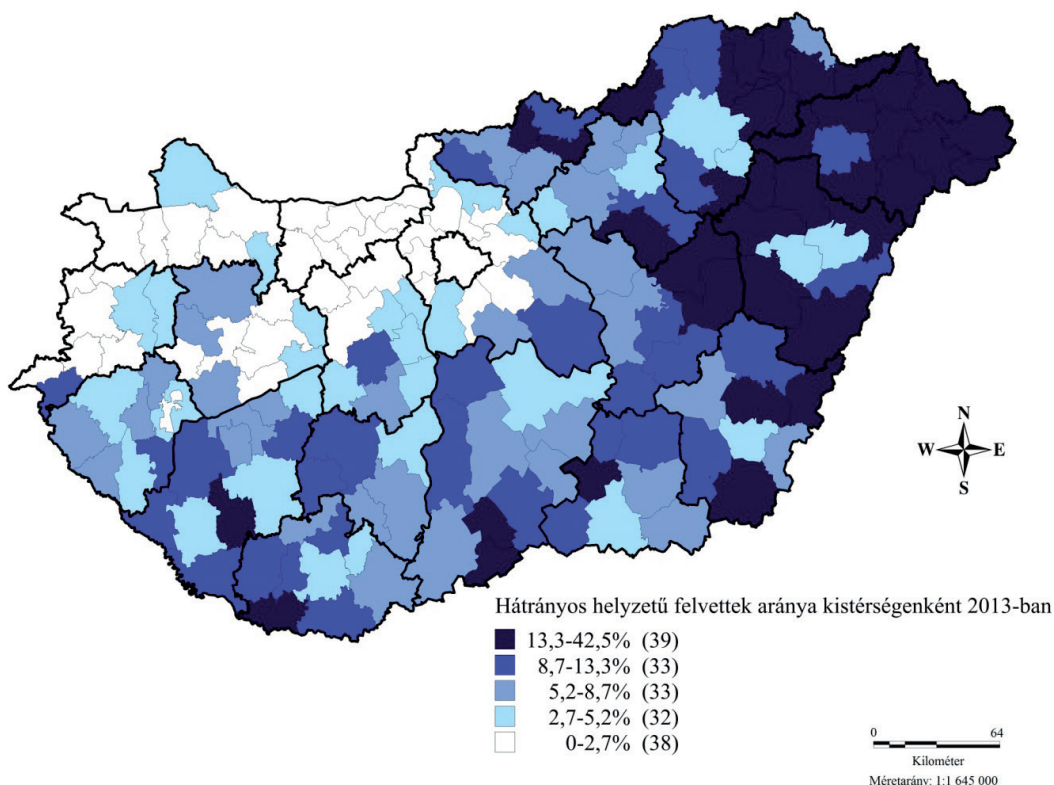 N
W E
S
Hátrányos helyzetű felvettek aránya kistérségenként 2013-ban
13,3-42,5% (39)
8,7-13,3% (33)
5,2-8,7% (33)
2,7-5,2% (32)
0-2,7% (38)
0 64
Kilométer
Méretarány: 1:1 645 000